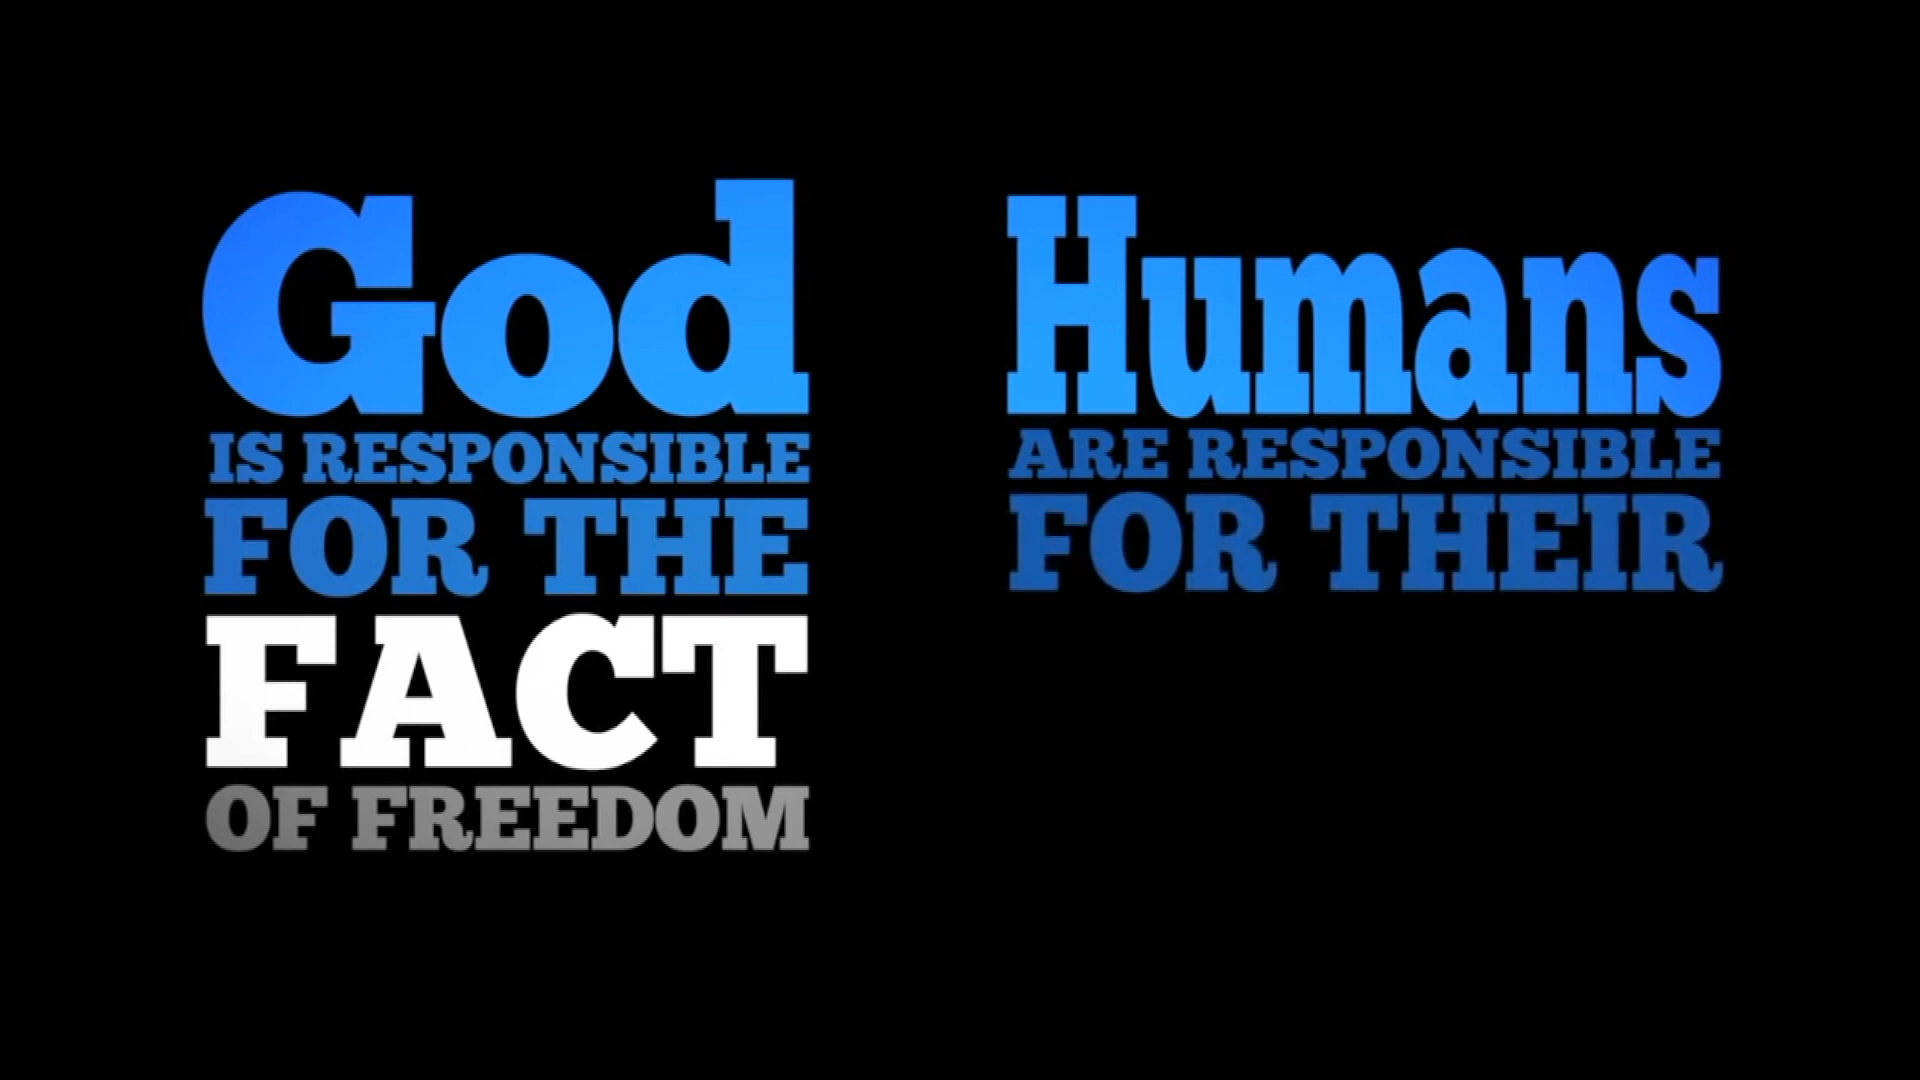 God
IS RESPONSIBLE
FOR THE
FACT
OF FREEDOM
Humans
ARE RESPONSIBLE
FOR THEIR